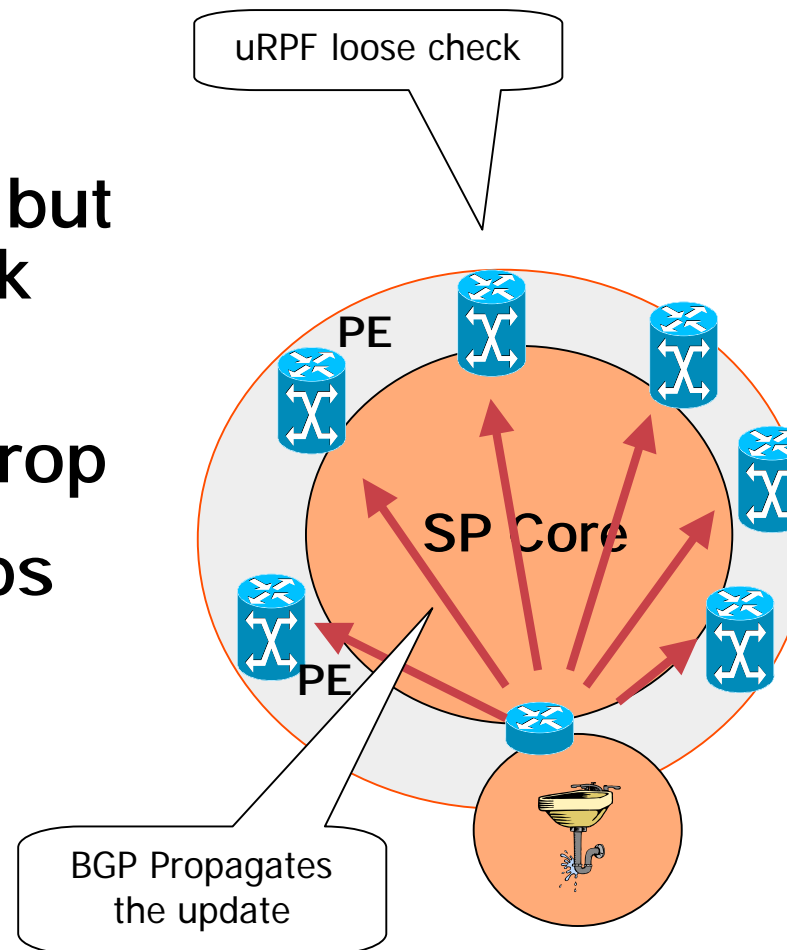 uRPF loose check
but
k
PE
rop
SP Core
os
PE
BGP Propagates
the update